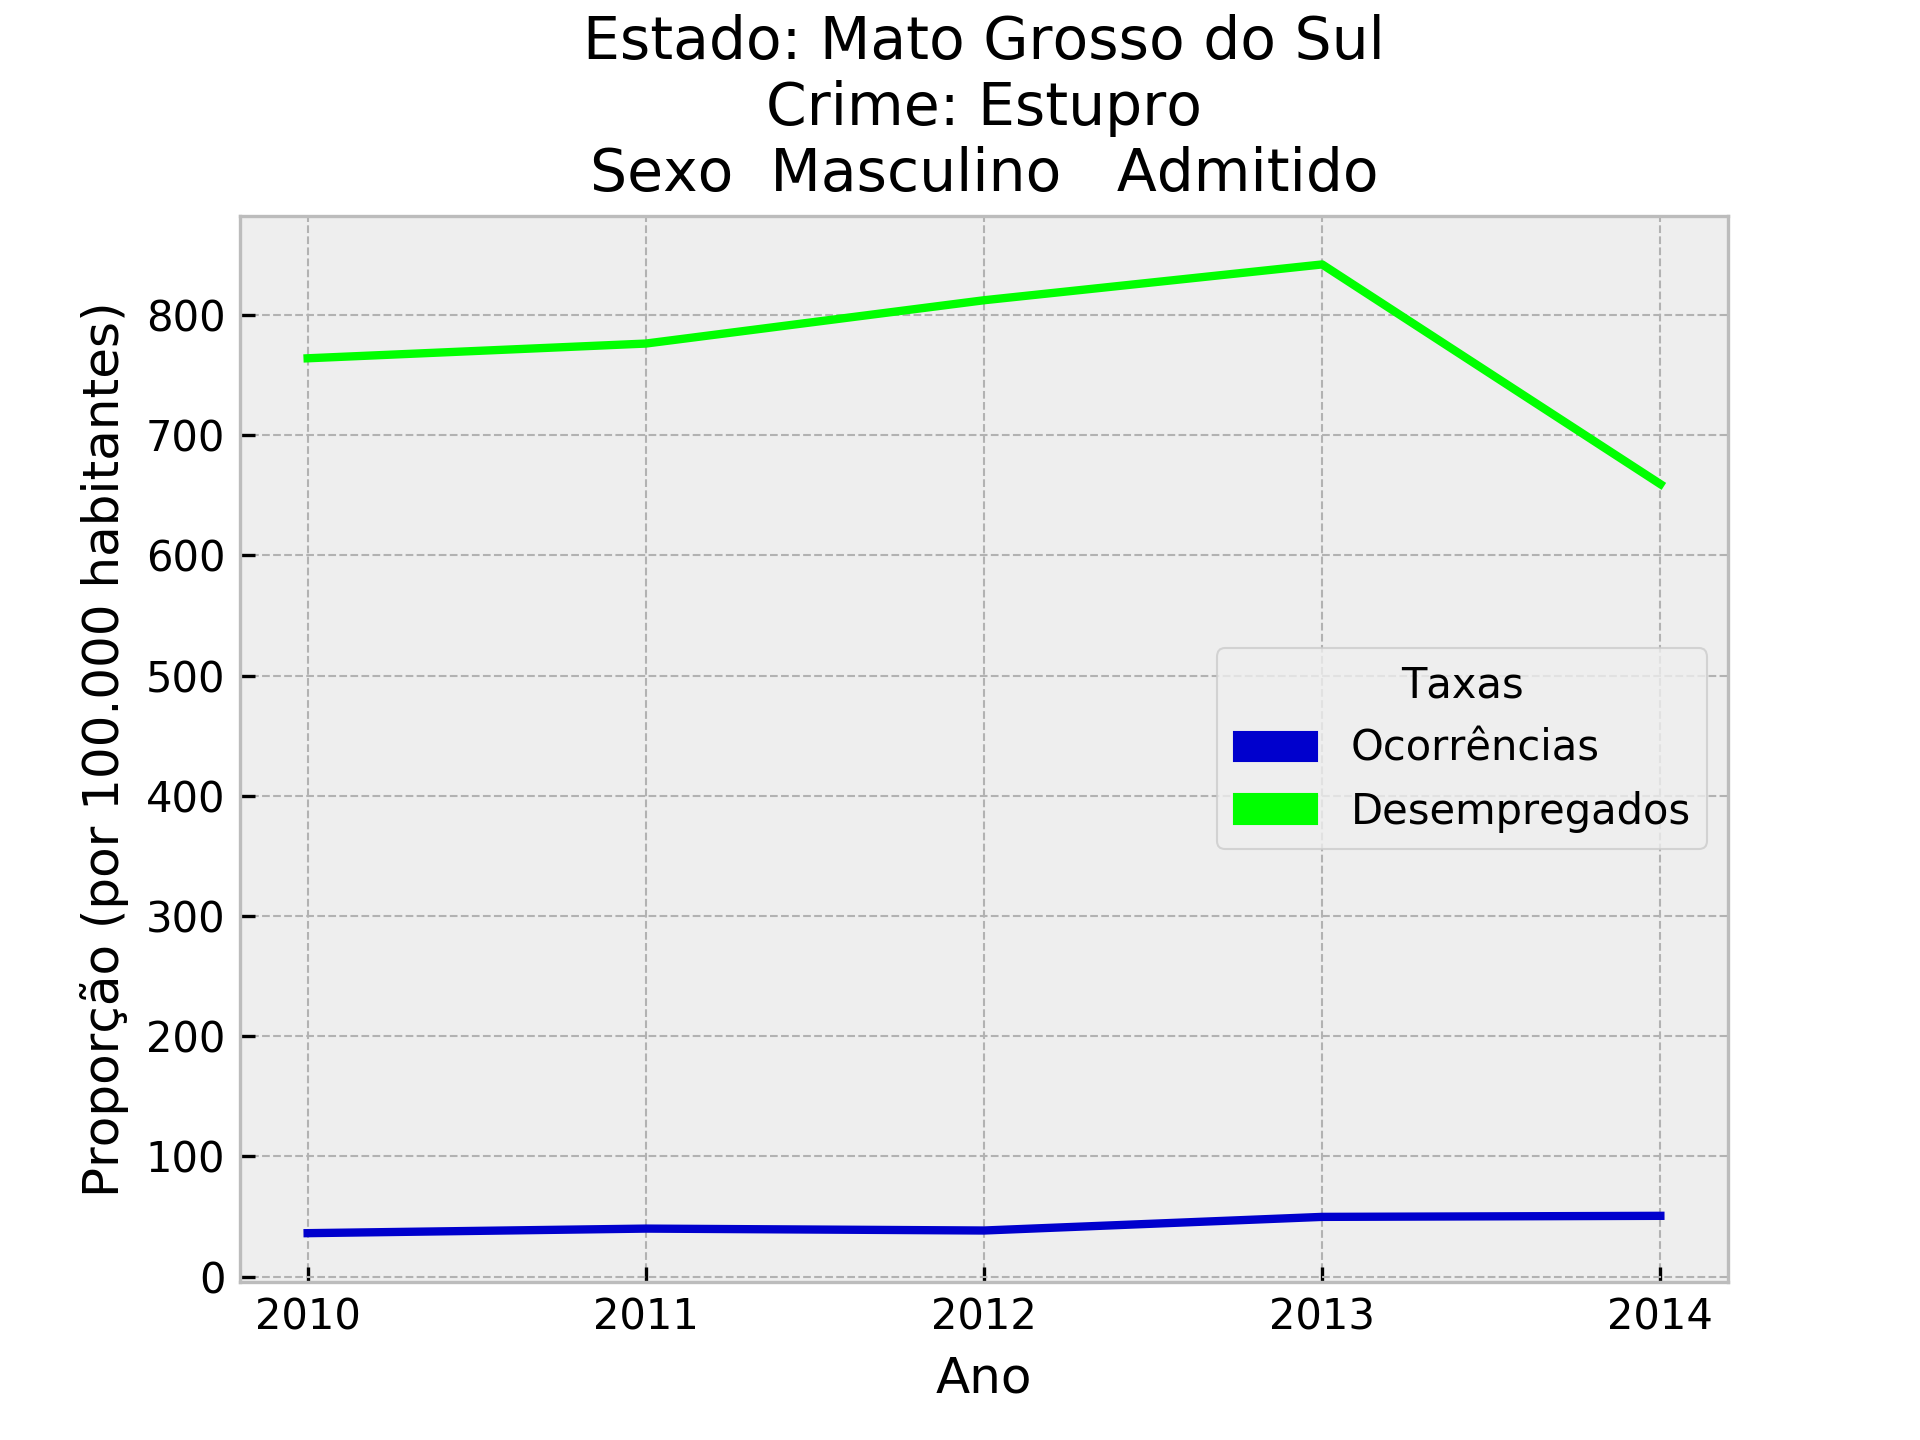 Estado: Mato Grosso do Sul
Crime: Estupro
Sexo  Masculino   Admitido
Proporção (por 100.000 habitantes)
800
700
600
500
400
300
200
100
0
Taxas
Ocorrências
Desempregados
2010 2011 2012 2013 2014
Ano